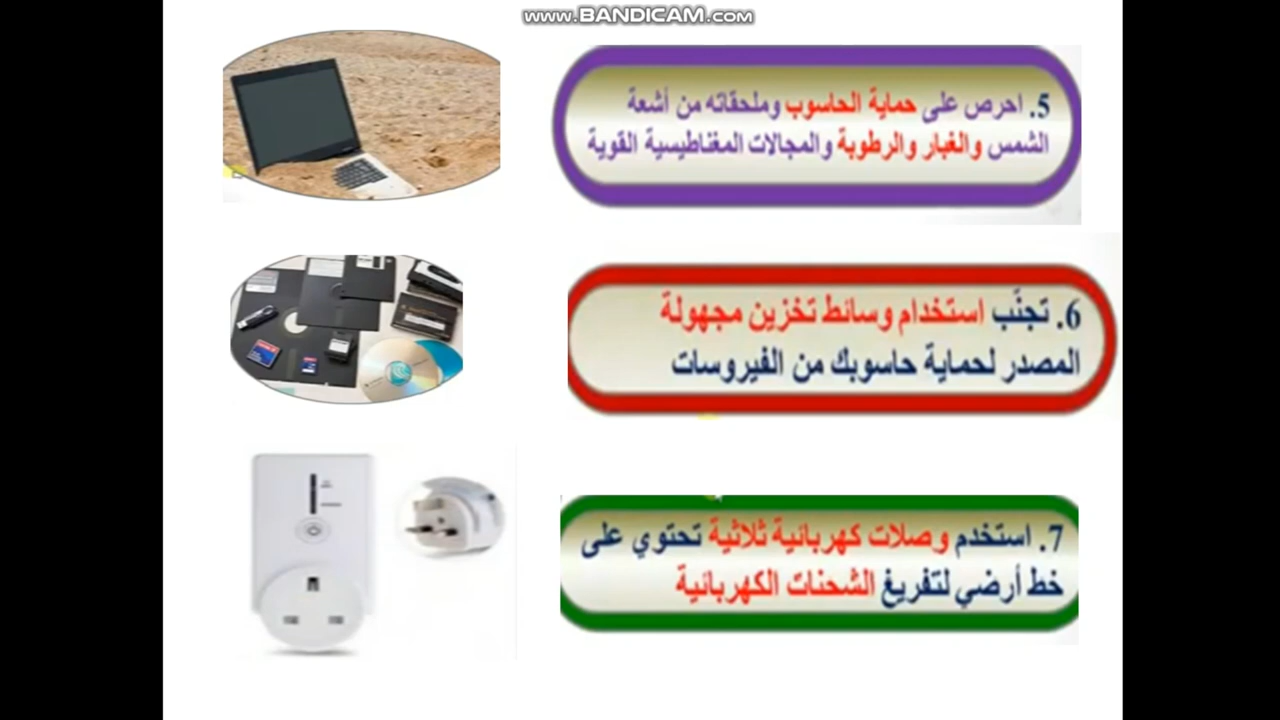 www.BANDICAM.com
5. احرص على حماية الحاسوب وملحقاته من أشعة
الشمس والغبار والرطوبة والمجالات المغناطيسية القوية
6. تجنّب استخدام وسائط تخزين مجهولة
المصدر لحماية حاسوبك من الفيروسات
7. استخدم وصلات كهربائية ثلاثية تحتوي على
خط أرضي لتفريغ الشحنات الكهربائية